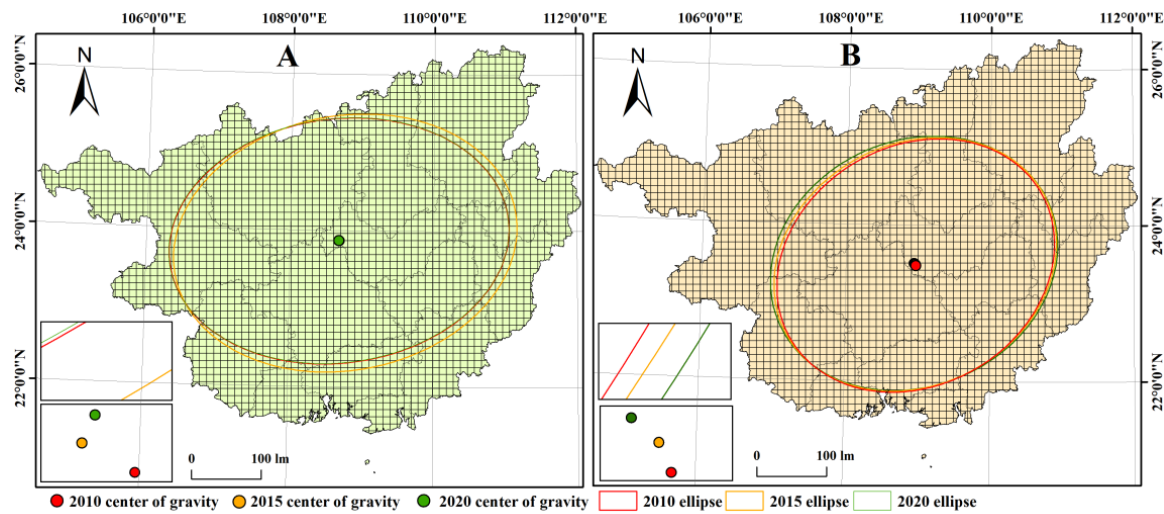 106°0'0"N 108°0'0"N 110°0'0"N 112°0'0"N 106°0'0"N 108°0'0"N 110°0'0"N 112°0'0"N
26°0'0"N 24°0'0"N 22°0'0"N
N A
N B
26°0'0"N 24°0'0"N 22°0'0"N
0 100 lm
0 100 lm
2010 center of gravity 2015 center of gravity 2020 center of gravity 2010 ellipse 2015 ellipse 2020 ellipse